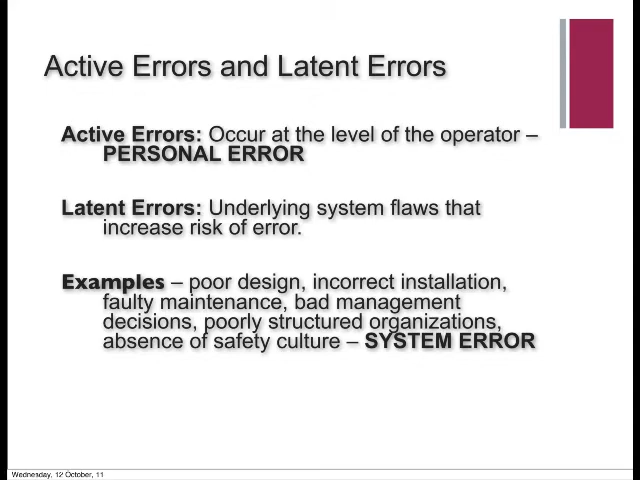 Active Errors and Latent Errors
Active Errors: Occur at the level of the operator –
PERSONAL ERROR
Latent Errors: Underlying system flaws that
increase risk of error.
Examples – poor design, incorrect installation,
faulty maintenance, bad management
decisions, poorly structured organizations,
absence of safety culture – SYSTEM ERROR
Wednesday, 12 October, 11